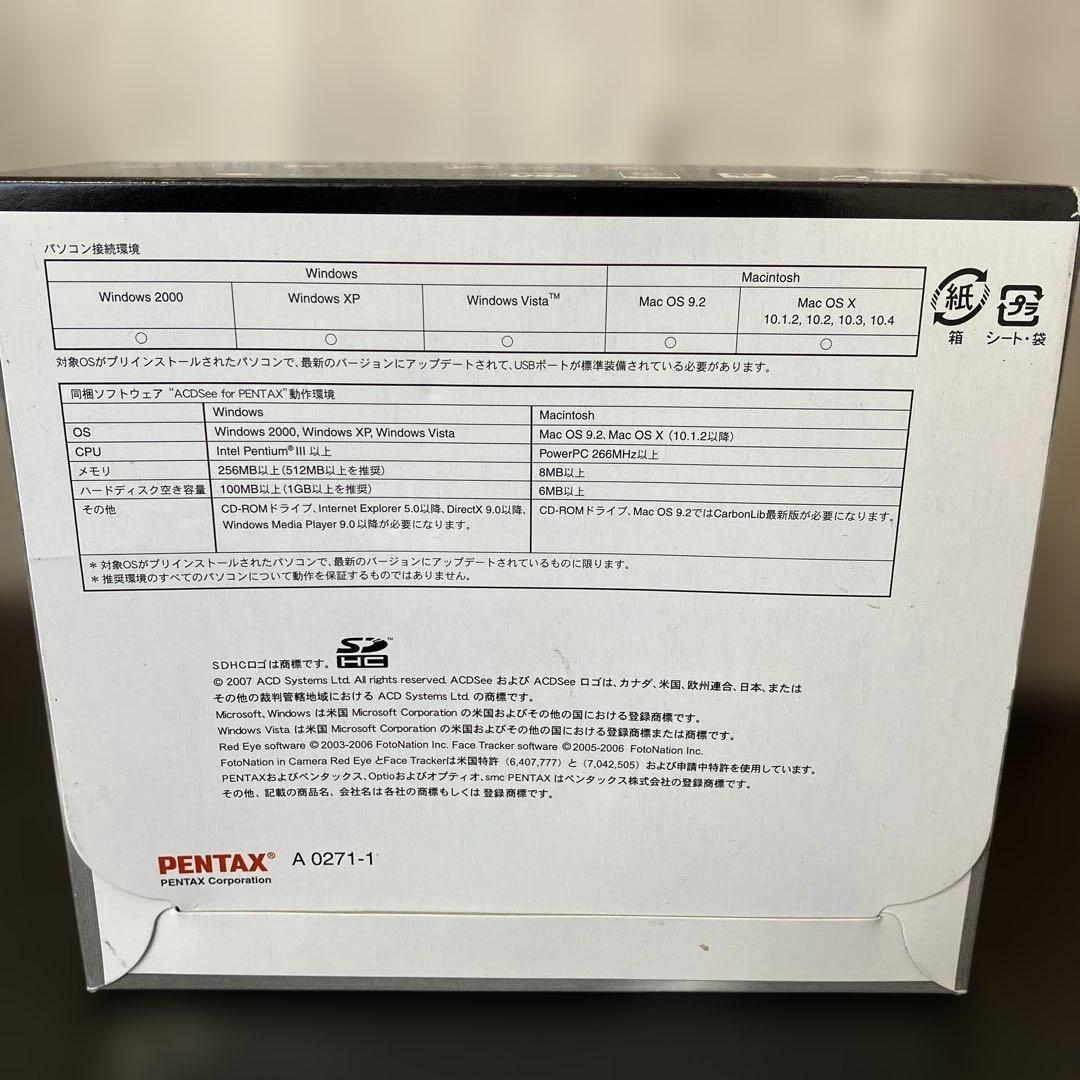 パソコン接続環境
Windows Macintosh
Windows 2000 Windows XP Windows Vista™ Mac OS 9.2 Mac OS X
10.1.2, 10.2, 10.3, 10.4
○ ○ ○ ○ ○
対象OSがプリインストールされたパソコンで、最新のバージョンにアップデートされて、USBポートが標準装備されている必要があります。
紙
箱
プラ
シート・袋
同梱ソフトウェア “ACDSee for PENTAX”動作環境
Windows Macintosh
OS Windows 2000, Windows XP, Windows Vista Mac OS 9.2, Mac OS X (10.1.2以降)
CPU Intel Pentium® III 以上 PowerPC 266MHz以上
メモリ 256MB以上(512MB以上を推奨) 8MB以上
ハードディスク空き容量 100MB以上(1GB以上を推奨) 6MB以上
その他 CD-ROMドライブ、Internet Explorer 5.0以降、DirectX 9.0以降、 CD-ROMドライブ、Mac OS 9.2ではCarbonLib最新版が必要になります。
Windows Media Player 9.0以降が必要になります。
＊対象OSがプリインストールされたパソコンで、最新のバージョンにアップデートされているものに限ります。
＊推奨環境のすべてのパソコンについて動作を保証するものではありません。
SDHCロゴは商標です。 SD HC™
© 2007 ACD Systems Ltd. All rights reserved. ACDSee および ACDSee ロゴは、カナダ、米国、欧州連合、日本、または
その他の裁判管轄地域における ACD Systems Ltd. の商標です。
Microsoft、Windows は米国 Microsoft Corporation の米国およびその他の国における登録商標です。
Windows Vista は米国 Microsoft Corporation の米国およびその他の国における登録商標または商標です。
Red Eye software © 2003-2006 FotoNation Inc. Face Tracker software © 2005-2006 FotoNation Inc.
FotoNation in Camera Red Eye とFace Trackerは米国特許 (6,407,777) と (7,042,505) および申請中特許を使用しています。
PENTAXおよびペンタックス、Optioおよびオプティオ、smc PENTAX はペンタックス株式会社の登録商標です。
その他、記載の商品名、会社名は各社の商標もしくは登録商標です。
PENTAX® A 0271-1
PENTAX Corporation